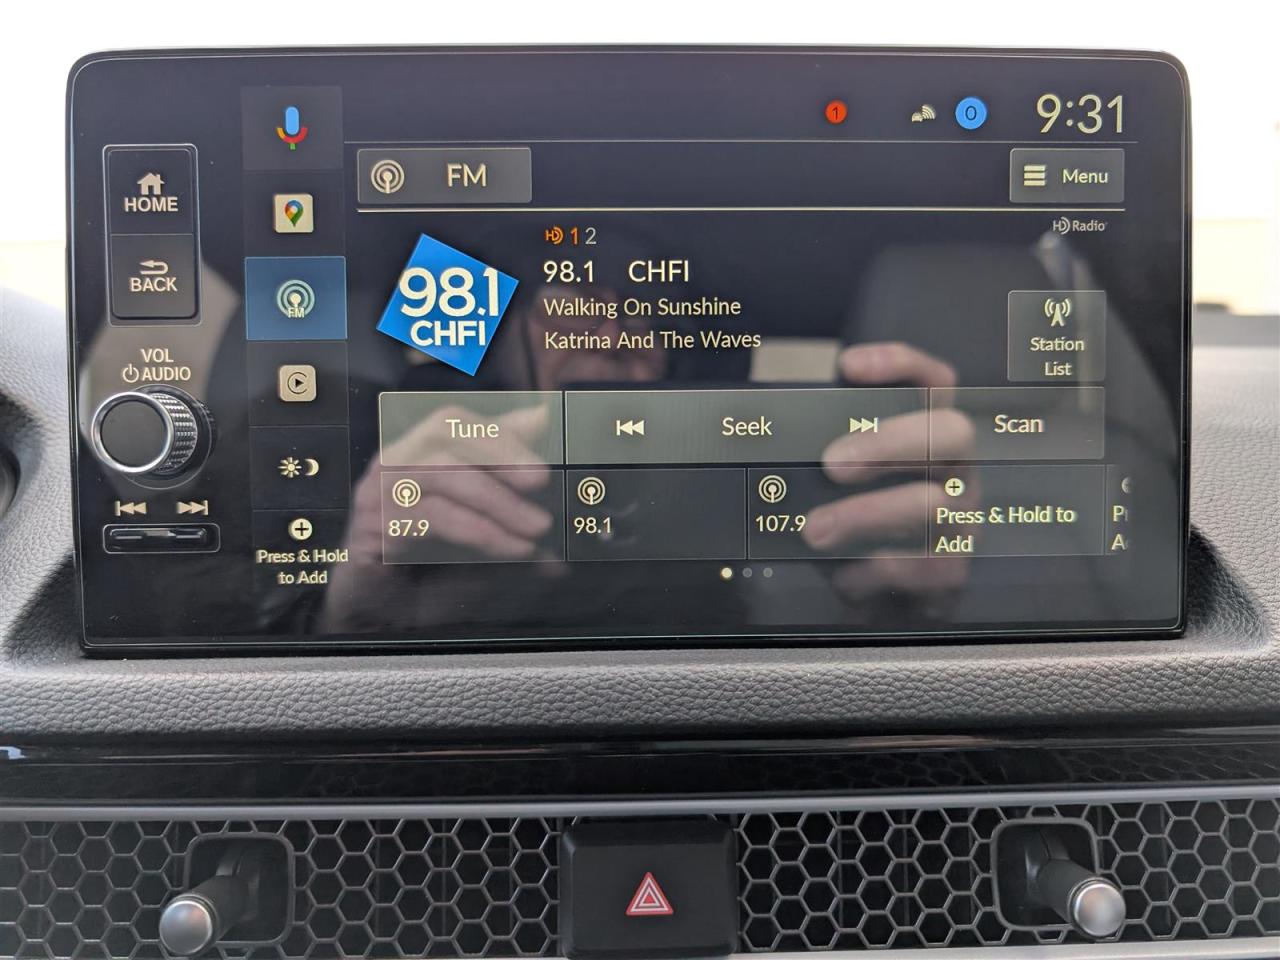 1
0
9:31
FM
Menu
HOME
BACK
VOL
AUDIO
FM
98.1
CHFI
HD 1 2
HD Radio
98.1 CHFI
Walking On Sunshine
Katrina And The Waves
Station
List
Tune
Seek
Scan
87.9
98.1
107.9
Press & Hold to
Add
Press & Hold
to Add